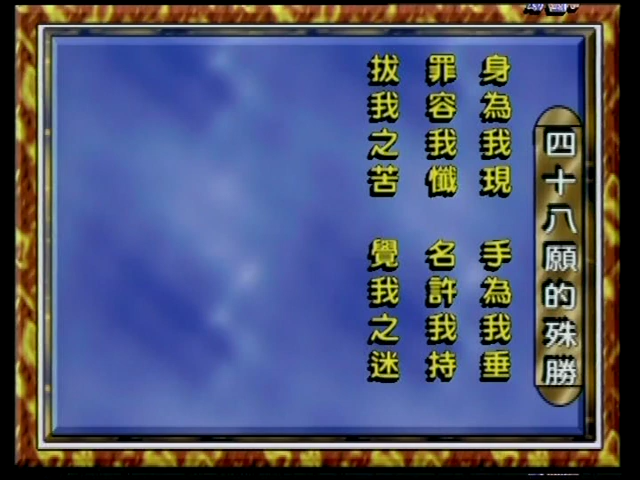 四十八願的殊勝
身為我現 手為我垂
罪容我懺 名許我持
拔我之苦 覺我之迷